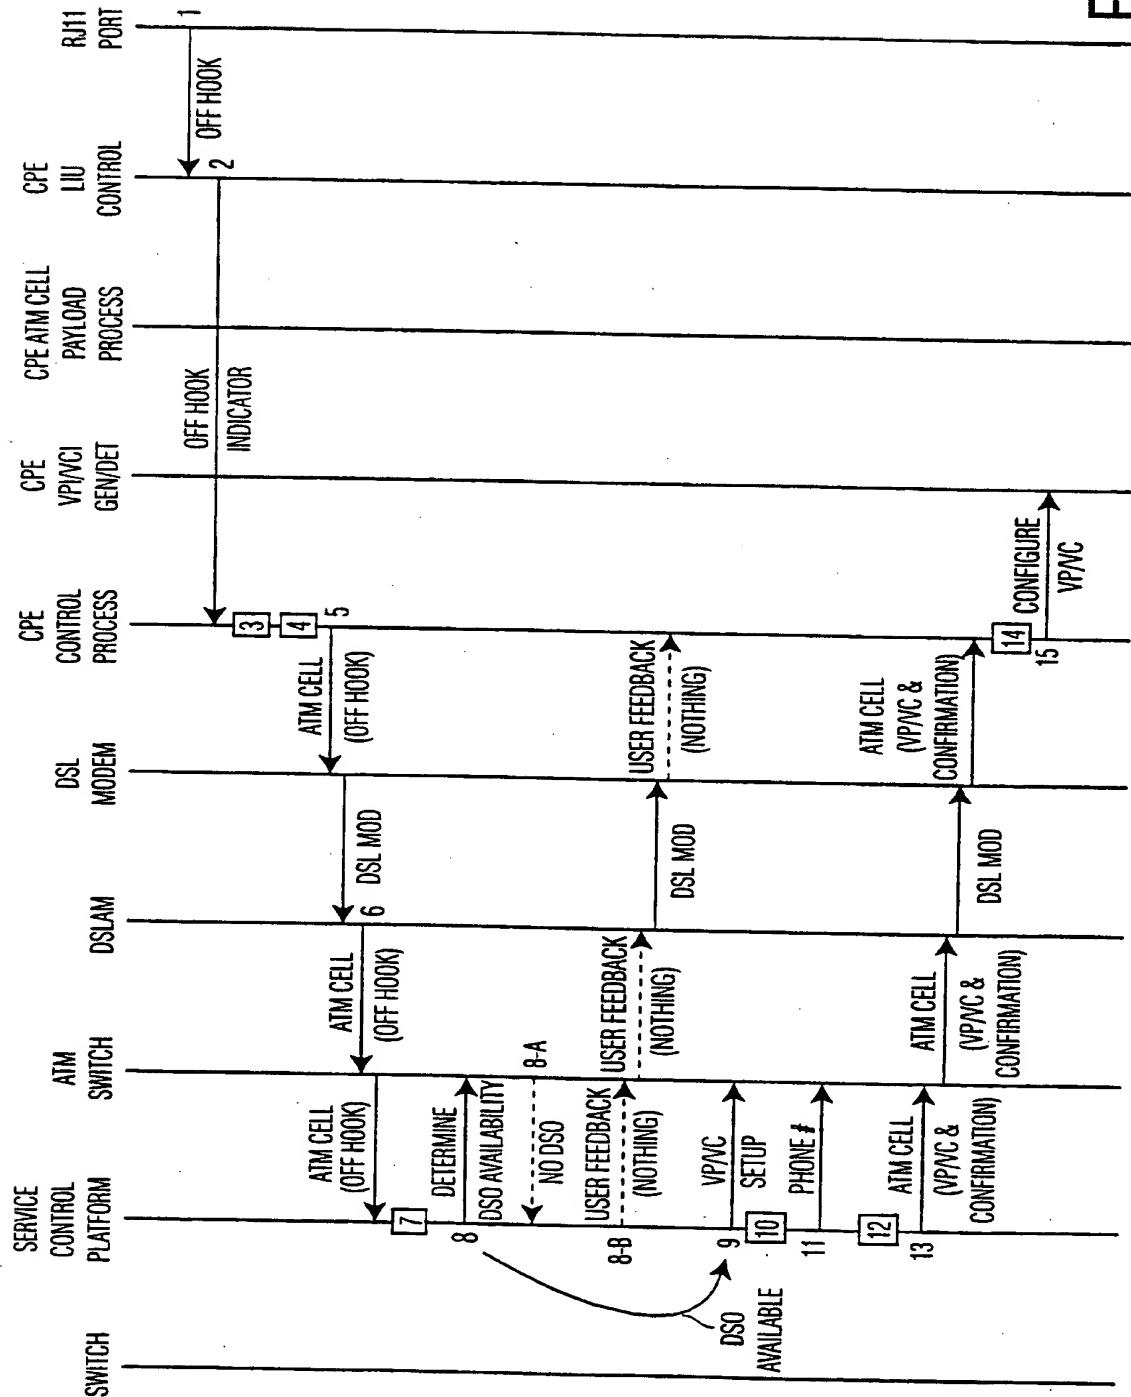 SWITCH
SERVICE
CONTROL
PLATFORM
ATM
SWITCH
DSLAM
DSL
MODEM
CPE
CONTROL
PROCESS
CPE
VPI/VCI
GEN/DET
CPE ATM CELL
PAYLOAD
PROCESS
CPE
LIU
CONTROL
RJ11
PORT
1
OFF HOOK
2
OFF HOOK
INDICATOR
3
4
5
ATM CELL
(OFF HOOK)
DSL MOD
6
ATM CELL
(OFF HOOK)
ATM CELL
(OFF HOOK)
7
8
DETERMINE
DSO AVAILABILITY
8-A
NO DSO
8-B
USER FEEDBACK
(NOTHING)
USER FEEDBACK
(NOTHING)
DSL MOD
USER FEEDBACK
(NOTHING)
DSO
AVAILABLE
9
VP/VC
SETUP
10
11
PHONE #
12
13
ATM CELL
(VP/VC &
CONFIRMATION)
ATM CELL
(VP/VC &
CONFIRMATION)
DSL MOD
ATM CELL
(VP/VC &
CONFIRMATION)
14
15
CONFIGURE
VP/VC